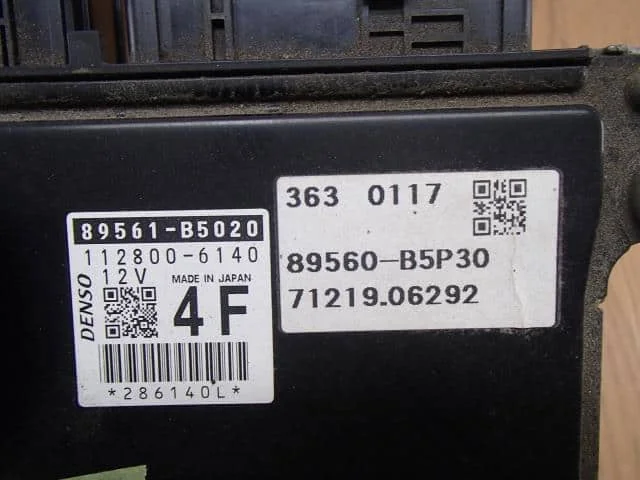 89561-B5020
112800-6140
12V MADE IN JAPAN
DENSO
4F
*286140L*
363 0117
89560-B5P30
71219.06292